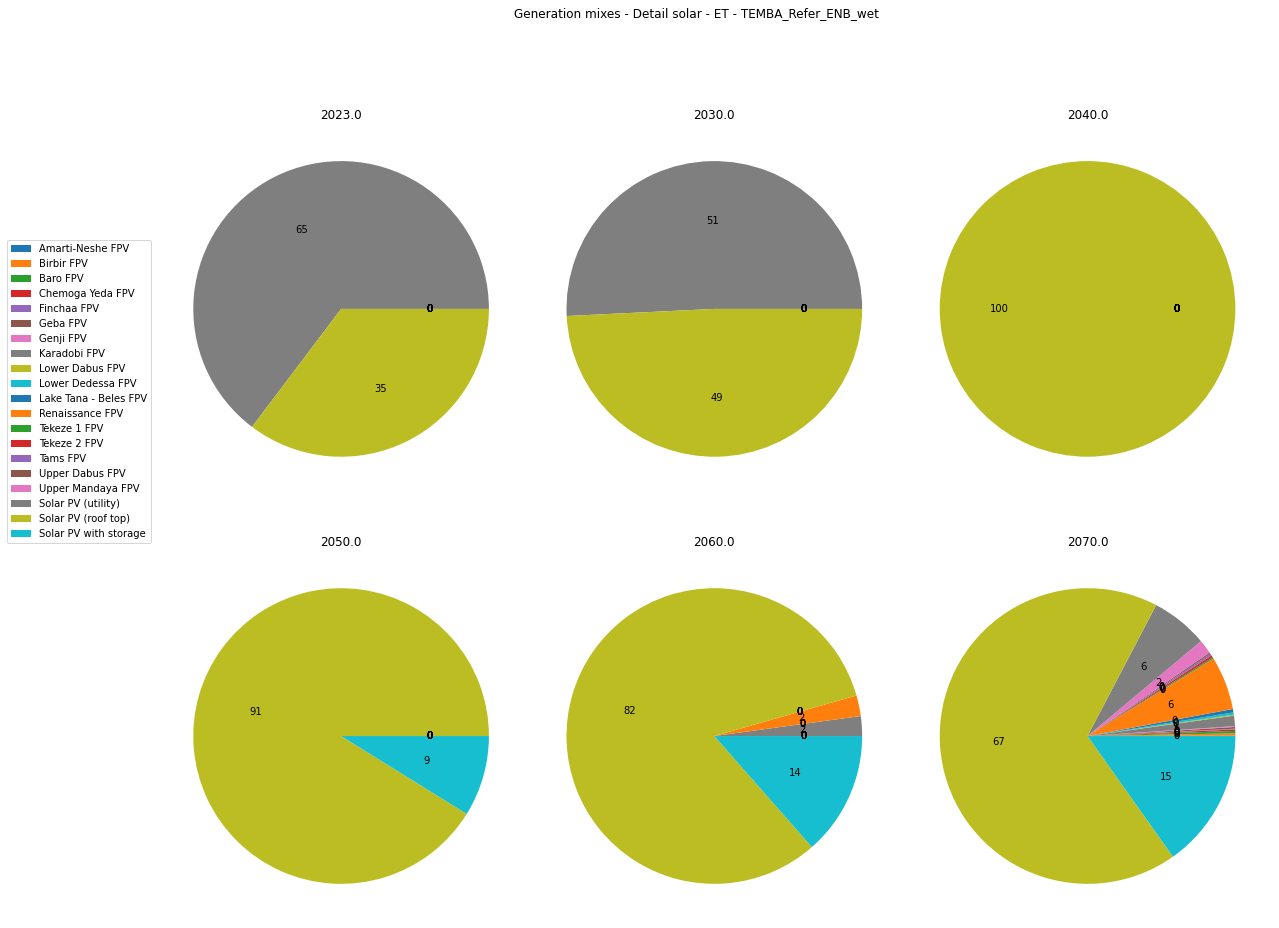 Generation mixes - Detail solar - ET - TEMBA_Refer_ENB_wet
2023.0
65
0
35
2030.0
51
0
49
2040.0
100
0
Amarti-Neshe FPV
Birbir FPV
Baro FPV
Chemoga Yeda FPV
Finchaa FPV
Geba FPV
Genji FPV
Karadobi FPV
Lower Dabus FPV
Lower Dedessa FPV
Lake Tana - Beles FPV
Renaissance FPV
Tekeze 1 FPV
Tekeze 2 FPV
Tams FPV
Upper Dabus FPV
Upper Mandaya FPV
Solar PV (utility)
Solar PV (roof top)
Solar PV with storage
2050.0
91
0
9
2060.0
82
0
2
0
2
0
14
2070.0
6
2
0
6
0
67
0
15